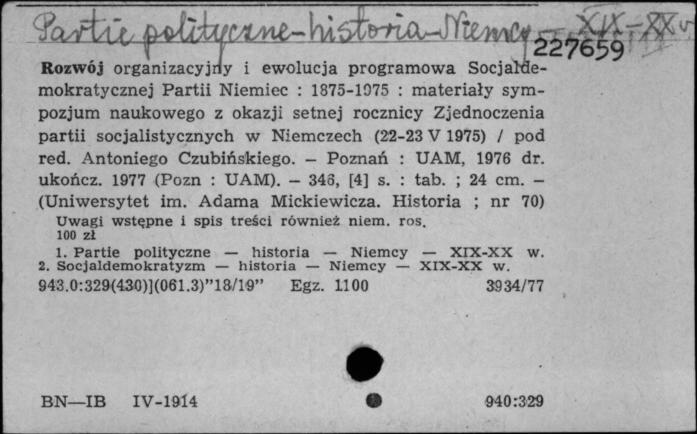 Partie polityczne - historia - Niemcy - XIX - XX w.
227659
Rozwój organizacyjny i ewolucja programowa Socjalde-
mokratycznej Partii Niemiec : 1875-1975 : materiały sym-
pozjum naukowego z okazji setnej rocznicy Zjednoczenia
partii socjalistycznych w Niemczech (22-23 V 1975) / pod
red. Antoniego Czubińskiego. — Poznań : UAM, 1976 dr.
ukończ. 1977 (Pozn : UAM). — 346, [4] s. : tab. ; 24 cm. —
(Uniwersytet im. Adama Mickiewicza. Historia ; nr 70)
Uwagi wstępne i spis treści również niem. ros.
100 zł
1. Partie polityczne — historia — Niemcy — XIX-XX w.
2. Socjaldemokratyzm — historia — Niemcy — XIX-XX w.
943.0:329(430)](061.3)"18/19" Egz. 1100 3934/77
BN—IB IV-1914 940:329